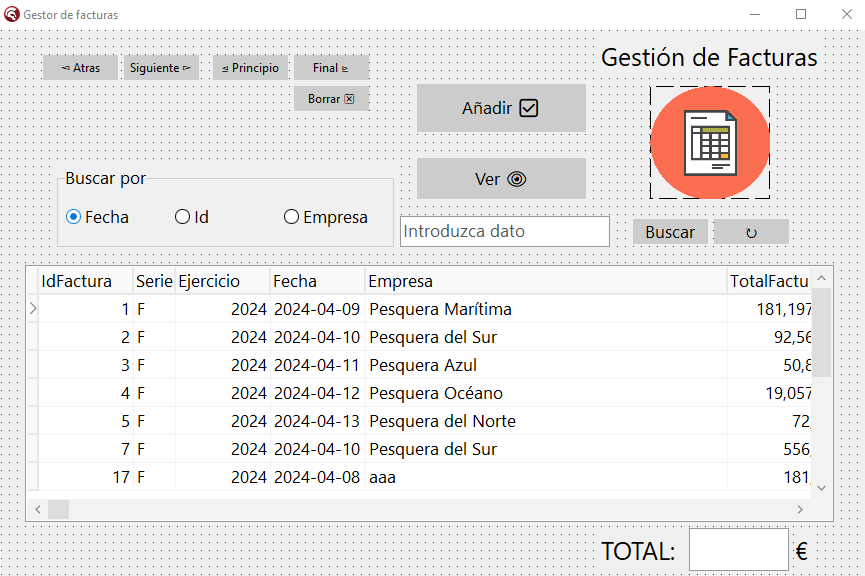 Gestor de facturas
Gestión de Facturas
⊲ Atras Siguiente ⊳ ⊴ Principio Final ⊵
Borrar ☒
Añadir ☑
Ver
Buscar por
Fecha Id Empresa
Introduzca dato
Buscar ↻
IdFactura Serie Ejercicio Fecha Empresa TotalFactu
1 F 2024 2024-04-09 Pesquera Marítima 181,197
2 F 2024 2024-04-10 Pesquera del Sur 92,56
3 F 2024 2024-04-11 Pesquera Azul 50,8
4 F 2024 2024-04-12 Pesquera Océano 19,057
5 F 2024 2024-04-13 Pesquera del Norte 72,
7 F 2024 2024-04-10 Pesquera del Sur 556,
17 F 2024 2024-04-08 aaa 181,
TOTAL: €